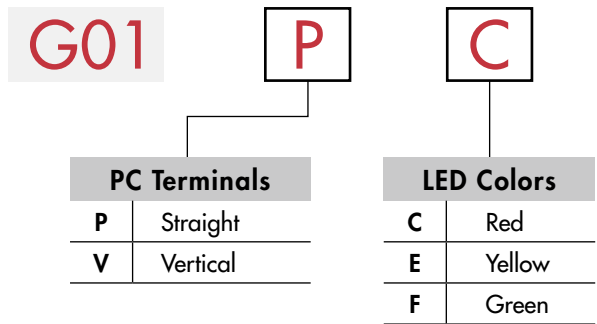 G01 P C
PC Terminals LED Colors
P Straight C Red
V Vertical E Yellow
F Green